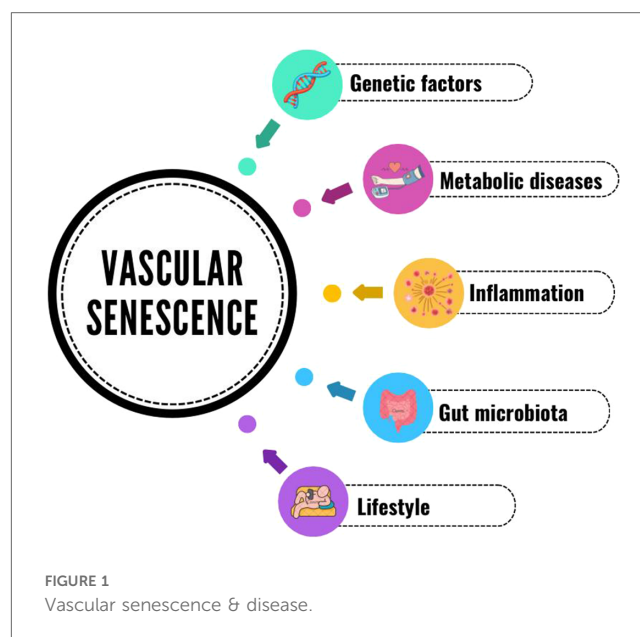 Genetic factors
Metabolic diseases
VASCULAR
SENESCENCE
Inflammation
Gut microbiota
Lifestyle
FIGURE 1
Vascular senescence & disease.